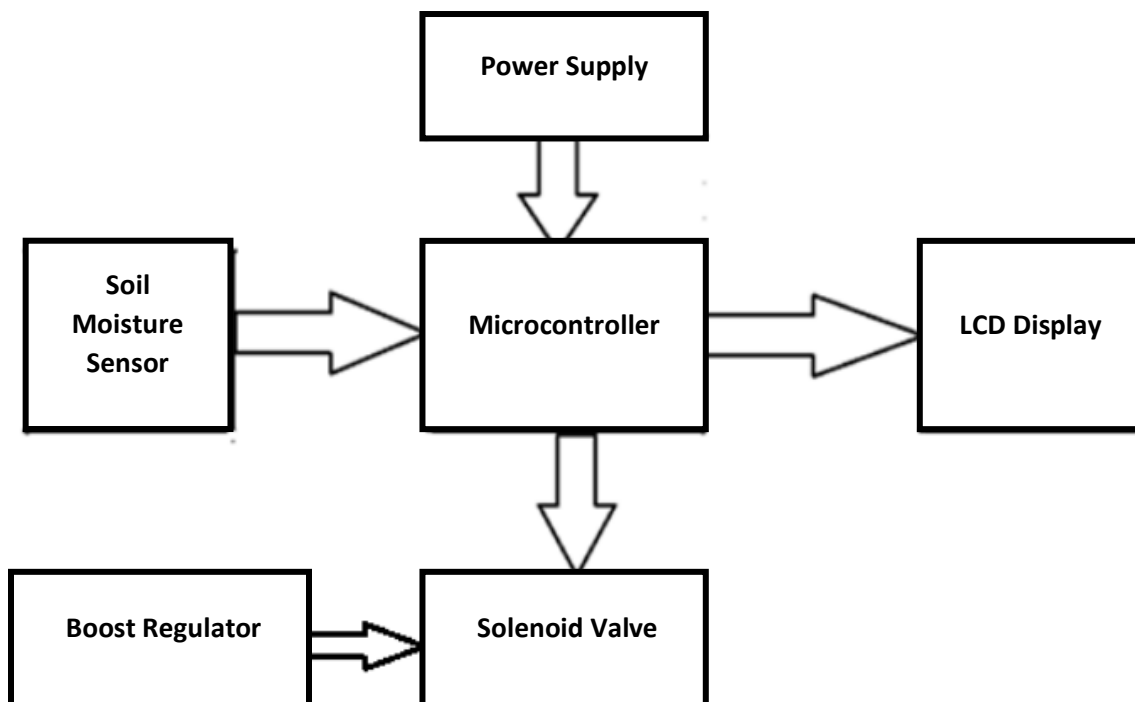 Power Supply
Soil
Moisture
Sensor
Microcontroller
LCD Display
Boost Regulator
Solenoid Valve